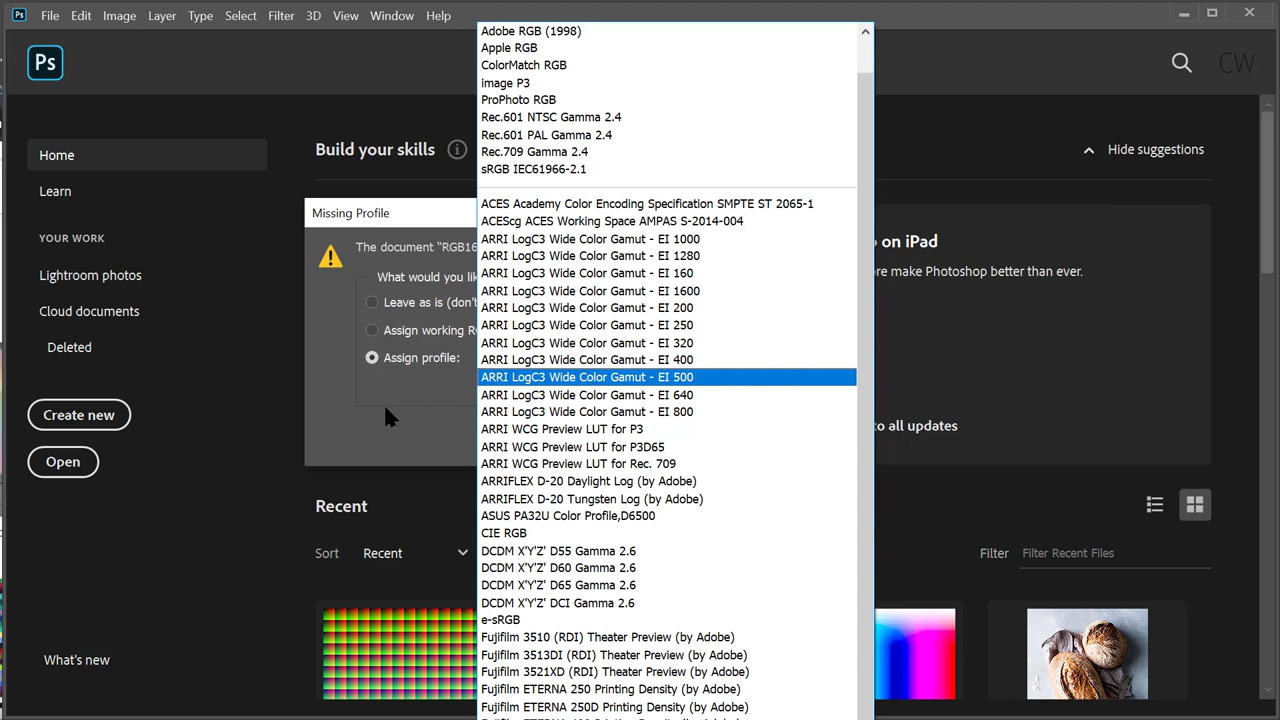 Ps File Edit Image Layer Type Select Filter 3D View Window Help
Ps
CW
Home
Learn
YOUR WORK
Lightroom photos
Cloud documents
Deleted
Create new
Open
What's new
Build your skills
Hide suggestions
Missing Profile
The document "RGB16
What would you lik
Leave as is (don't
Assign working R
Assign profile:
Adobe RGB (1998)
Apple RGB
ColorMatch RGB
image P3
ProPhoto RGB
Rec.601 NTSC Gamma 2.4
Rec.601 PAL Gamma 2.4
Rec.709 Gamma 2.4
sRGB IEC61966-2.1
ACES Academy Color Encoding Specification SMPTE ST 2065-1
ACEScg ACES Working Space AMPAS S-2014-004
ARRI LogC3 Wide Color Gamut - EI 1000
ARRI LogC3 Wide Color Gamut - EI 1280
ARRI LogC3 Wide Color Gamut - EI 160
ARRI LogC3 Wide Color Gamut - EI 1600
ARRI LogC3 Wide Color Gamut - EI 200
ARRI LogC3 Wide Color Gamut - EI 250
ARRI LogC3 Wide Color Gamut - EI 320
ARRI LogC3 Wide Color Gamut - EI 400
ARRI LogC3 Wide Color Gamut - EI 500
ARRI LogC3 Wide Color Gamut - EI 640
ARRI LogC3 Wide Color Gamut - EI 800
ARRI WCG Preview LUT for P3
ARRI WCG Preview LUT for P3D65
ARRI WCG Preview LUT for Rec. 709
ARRIFLEX D-20 Daylight Log (by Adobe)
ARRIFLEX D-20 Tungsten Log (by Adobe)
ASUS PA32U Color Profile,D6500
CIE RGB
DCDM X'Y'Z' D55 Gamma 2.6
DCDM X'Y'Z' D60 Gamma 2.6
DCDM X'Y'Z' D65 Gamma 2.6
DCDM X'Y'Z' DCI Gamma 2.6
e-sRGB
Fujifilm 3510 (RDI) Theater Preview (by Adobe)
Fujifilm 3513DI (RDI) Theater Preview (by Adobe)
Fujifilm 3521XD (RDI) Theater Preview (by Adobe)
Fujifilm ETERNA 250 Printing Density (by Adobe)
Fujifilm ETERNA 250D Printing Density (by Adobe)
o on iPad
ore make Photoshop better than ever.
to all updates
Recent
Sort Recent
Filter Filter Recent Files